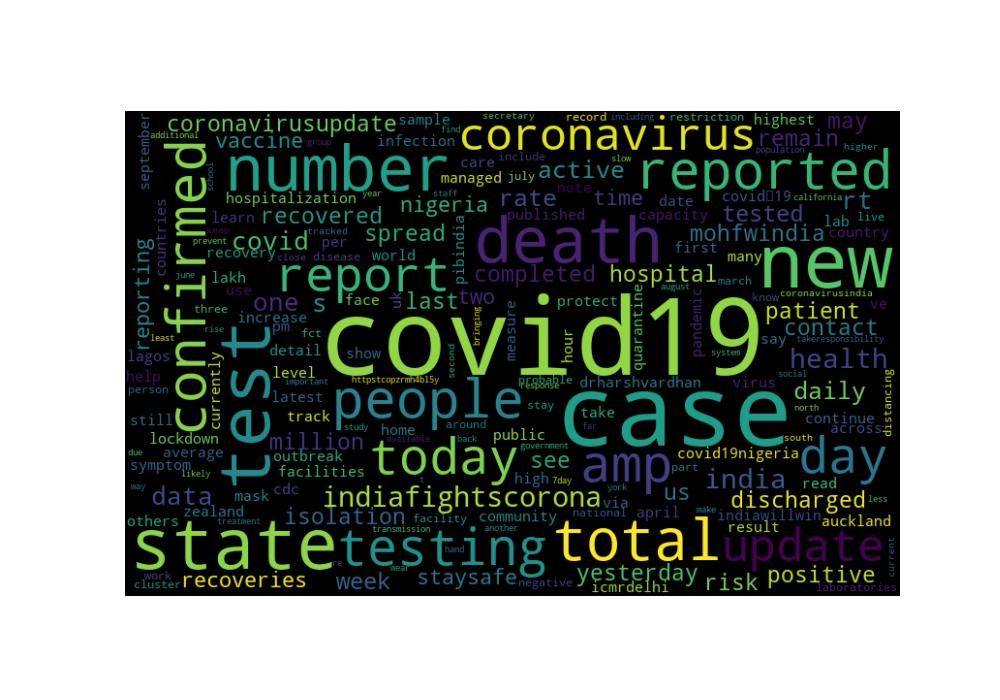 secretary
record
including
restriction
highest
may
coronavirusupdate
sample
find
coronavirus
september
additional
vaccine
group
infection
remain
population
higher
confirmed
school
number
care
include
slow
active
reported
managed
july
note
year
staff
hospitalization
nigeria
rate
time
date
california
rt
countries
learn
recovered
published
capacity
tested
lab
live
keep
tracked
prevent
covid
per
spread
pibindia
death
first
mohfwindia
country
reporting
recovery
close
disease
world
many
march
new
june
lakh
report
completed
hospital
august
know
coronavirusindia
use
three
one
s
face
uk
last
two
protect
quarantine
pandemic
ve
patient
rise
increase
measure
contact
least
test
pm
fct
covid19
hour
say
takeresponsibility
lagos
currently
detail
show
bringing
second
system
health
help
level
httpstcopzrmh4b15y
probable
response
drharshvardhan
virus
social
distancing
person
important
latest
people
stay
case
take
north
daily
still
track
home
around
far
continue
across
due
lockdown
average
million
study
available
back
public
government
south
covid19nigeria
likely
outbreak
today
see
amp
day
symptom
facilities
t
high
7day
part
india
read
way
data
mask
cdc
indiafightscorona
via
us
york
make
discharged
less
others
zealand
treatment
isolation
facility
community
national
april
indiawillwin
auckland
transmission
another
result
state
testing
total
update
current
hand
re
wear
work
cluster
recoveries
week
staysafe
negative
yesterday
icmrdelhi
risk
positive
laboratories